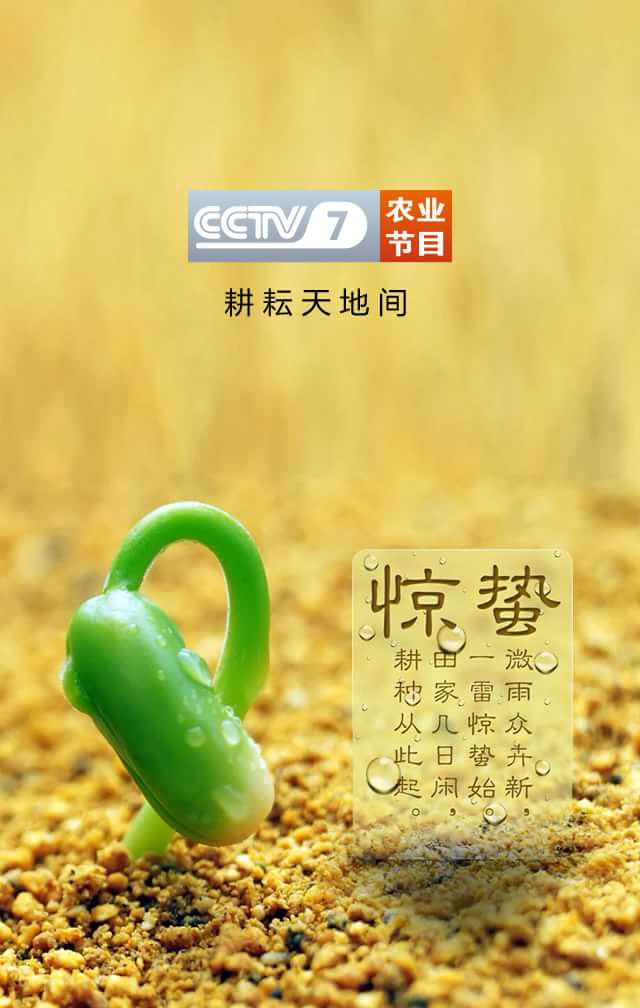 CCTV 7 农业
节目
耕耘天地间
惊蛰
微雨众卉新，
一雷惊蛰始。
田家几日闲，
耕种从此起。